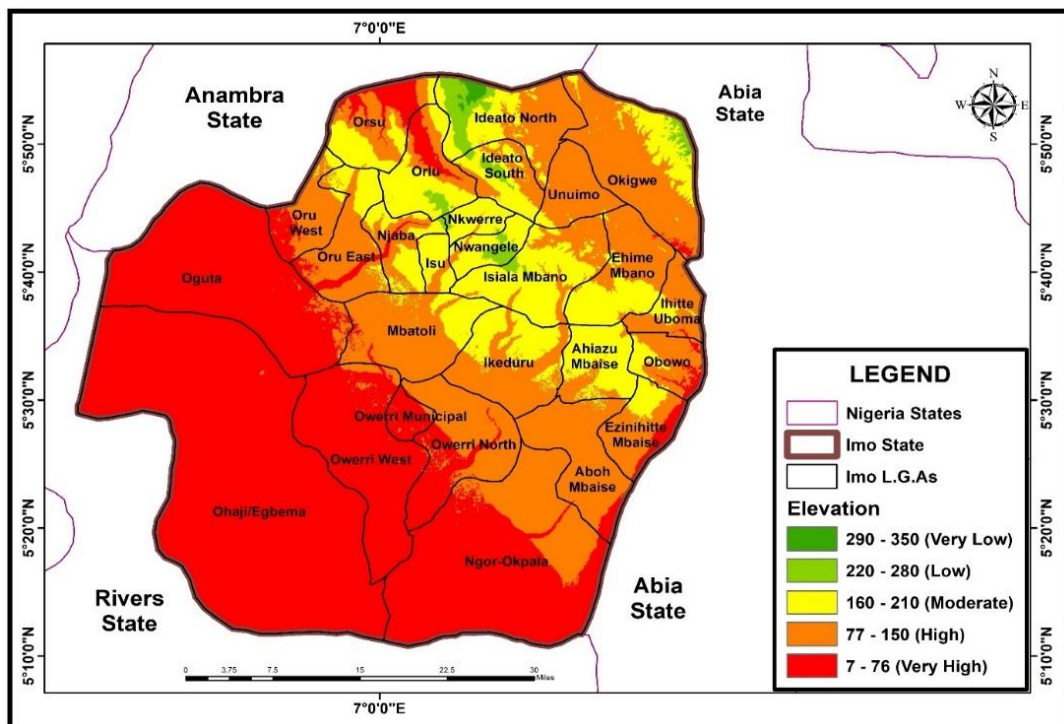 7°0'0"E
Anambra
State
Abia
State
N
W
E
S
5°50'0"N
5°50'0"N
5°40'0"N
5°40'0"N
5°30'0"N
5°30'0"N
5°20'0"N
5°20'0"N
5°10'0"N
5°10'0"N
Orsu
Ideato North
Ideato
South
Orlu
Okigwe
Unuimo
Oru
West
Nkwerre
Njaba
Nwangele
Oru East
Isu
Ehime
Mbano
Isiala Mbano
Oguta
Ihitte
Uboma
Mbatoli
Ikeduru
Ahiazu
Mbaise
Obowo
Owerri Municipal
Owerri North
Ezinihitte
Mbaise
Owerri West
Aboh
Mbaise
Ohaji/Egbema
Ngor-Okpala
Rivers
State
Abia
State
LEGEND
Nigeria States
Imo State
Imo L.G.As
Elevation
290 - 350 (Very Low)
220 - 280 (Low)
160 - 210 (Moderate)
77 - 150 (High)
7 - 76 (Very High)
0 3.75 7.5 15 22.5 30
Miles
7°0'0"E